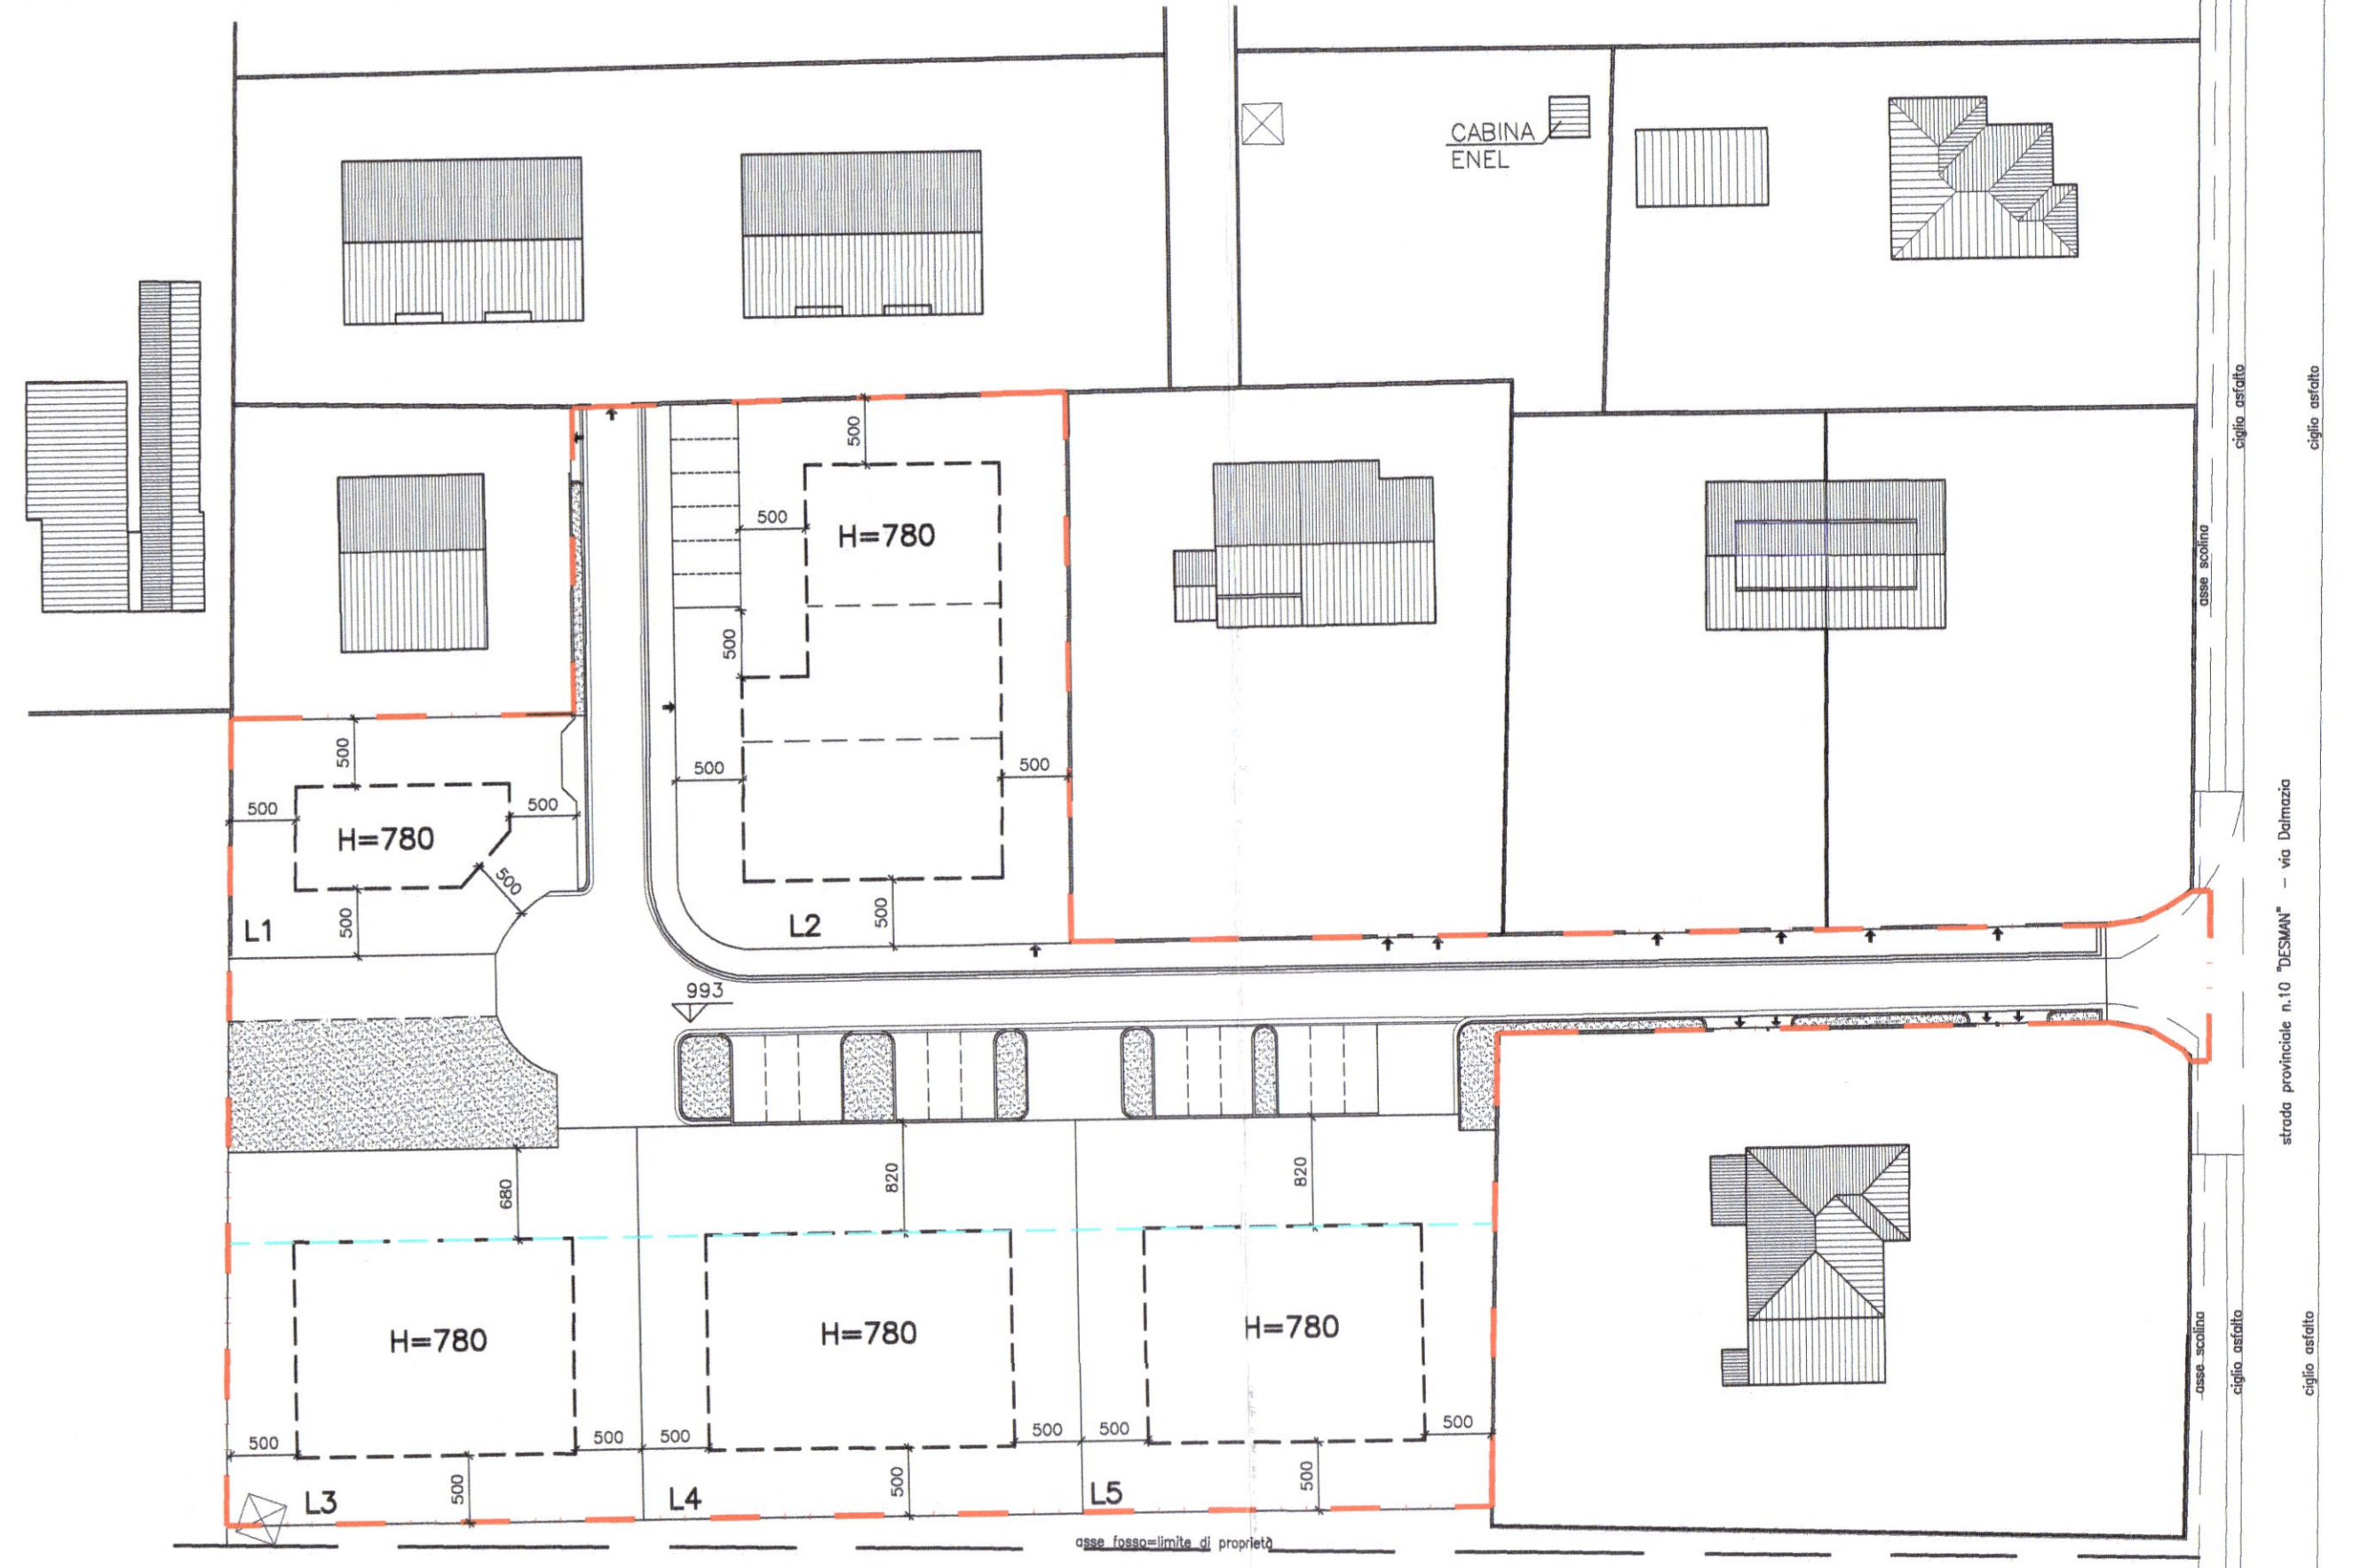 CABINA
ENEL
ciglio asfalto
ciglio asfalto
500
500
H=780
asse scolina
500
500
500
H=780
500
500
500
500
500
L1
L2
500
500
strada provinciale n.10 "DESMAN" - via Dalmazia
993
680
820
820
H=780
H=780
H=780
asse scolina
ciglio asfalto
ciglio asfalto
500
500
500
500
500
500
500
500
500
L3
L4
L5
asse fosso=limite di proprietà